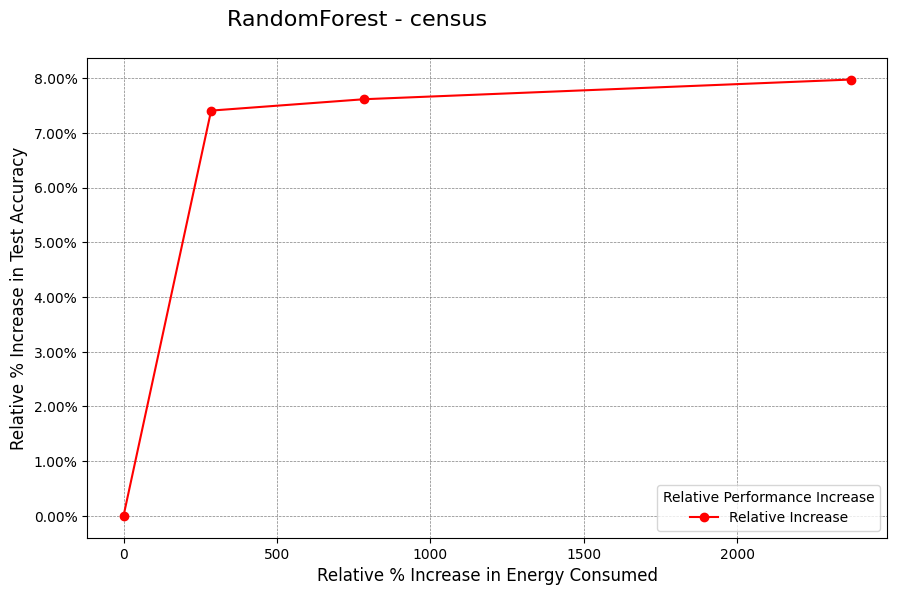 RandomForest - census
8.00%
7.00%
6.00%
5.00%
4.00%
3.00%
2.00%
1.00%
0.00%
Relative % Increase in Test Accuracy
Relative Performance Increase
Relative Increase
0
500
1000
1500
2000
Relative % Increase in Energy Consumed